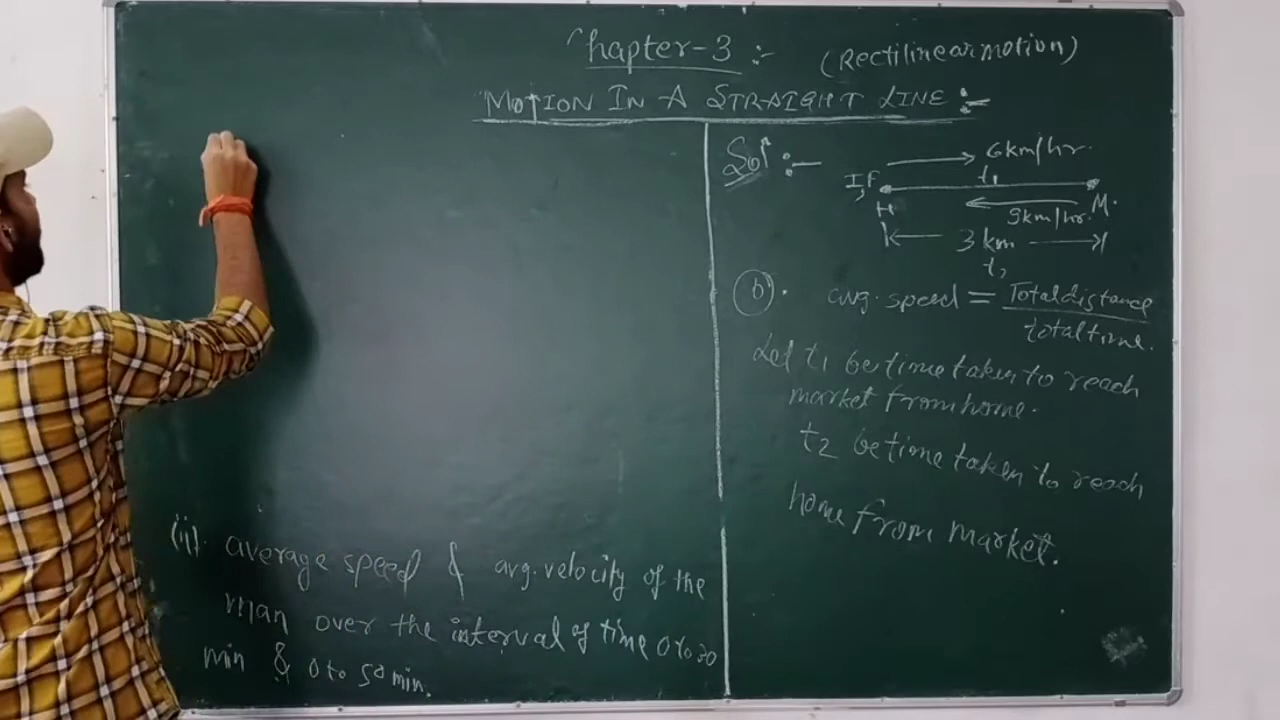 Chapter-3 :-
(Rectilinear motion)
MOTION IN A STRAIGHT LINE :-
Sol :-
6km/hr.
t1
I, F
H
M.
9km/hr.
3 km
t2
(b). avg. speed = Total distance
total time.
Let t1 be time taken to reach
market from home.
t2 be time taken to reach
home from market.
(ii). average speed & avg. velocity of the
man over the interval of time 0 to 30
min & 0 to 50 min.